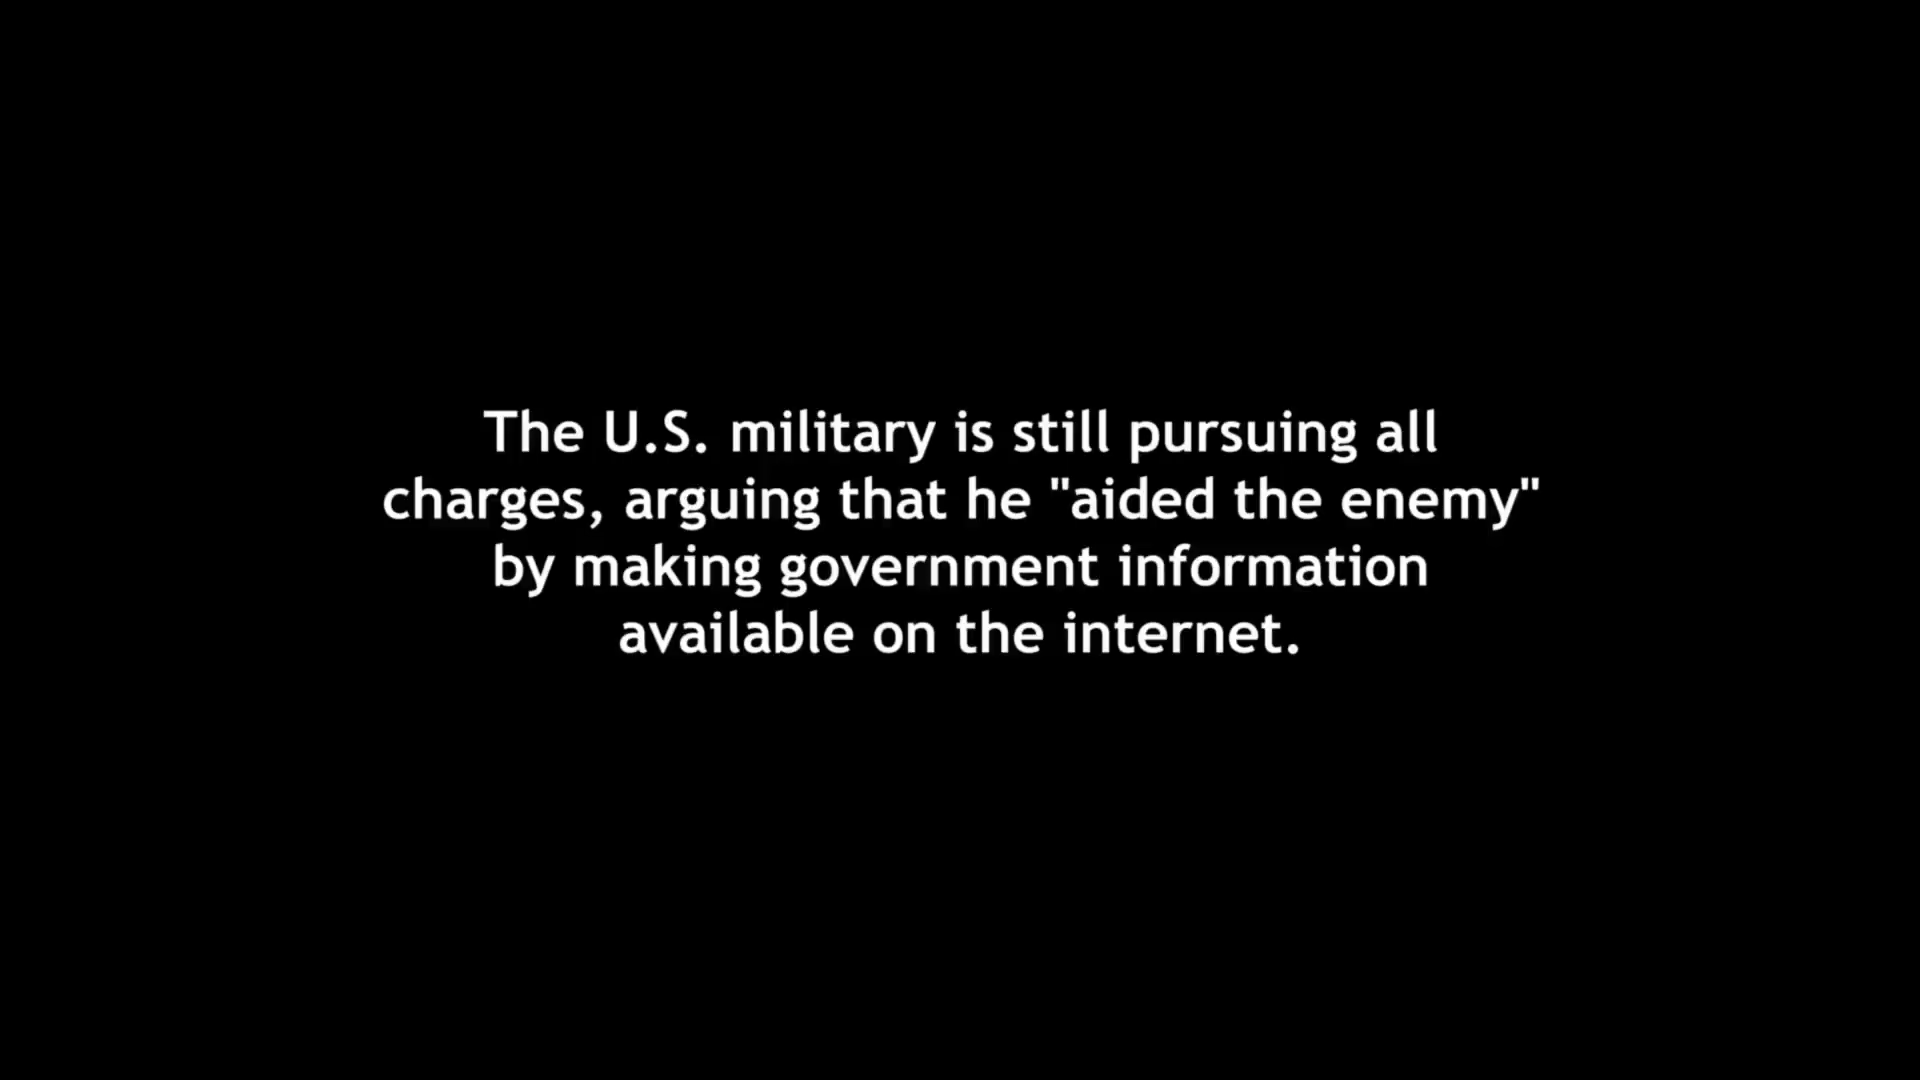 The U.S. military is still pursuing all
charges, arguing that he "aided the enemy"
by making government information
available on the internet.